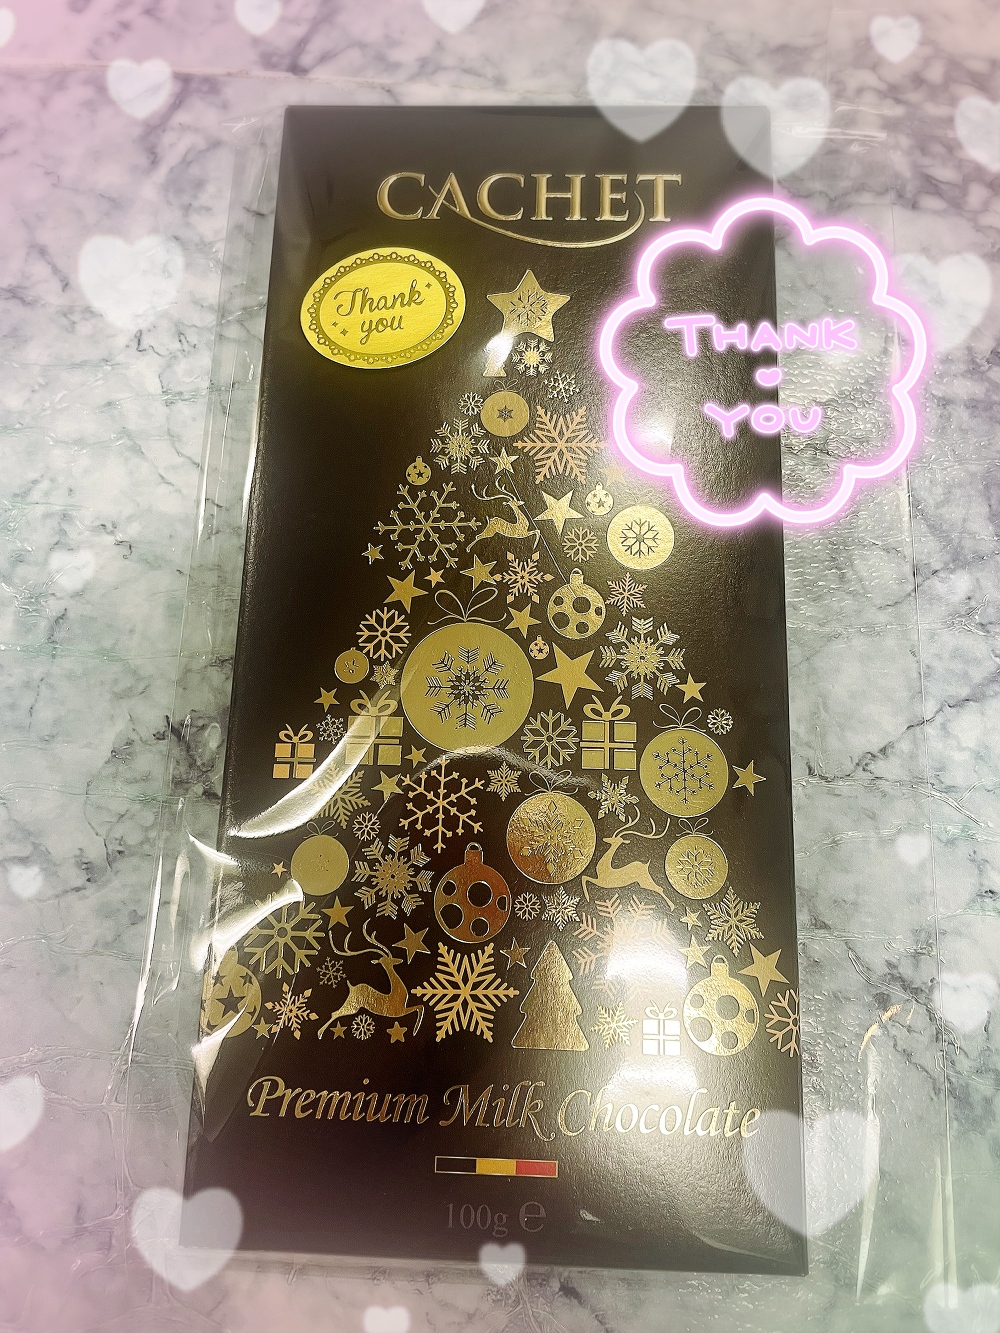 CACHET
Thank
you
THANK
YOU
Premium Milk Chocolate
100g ℮